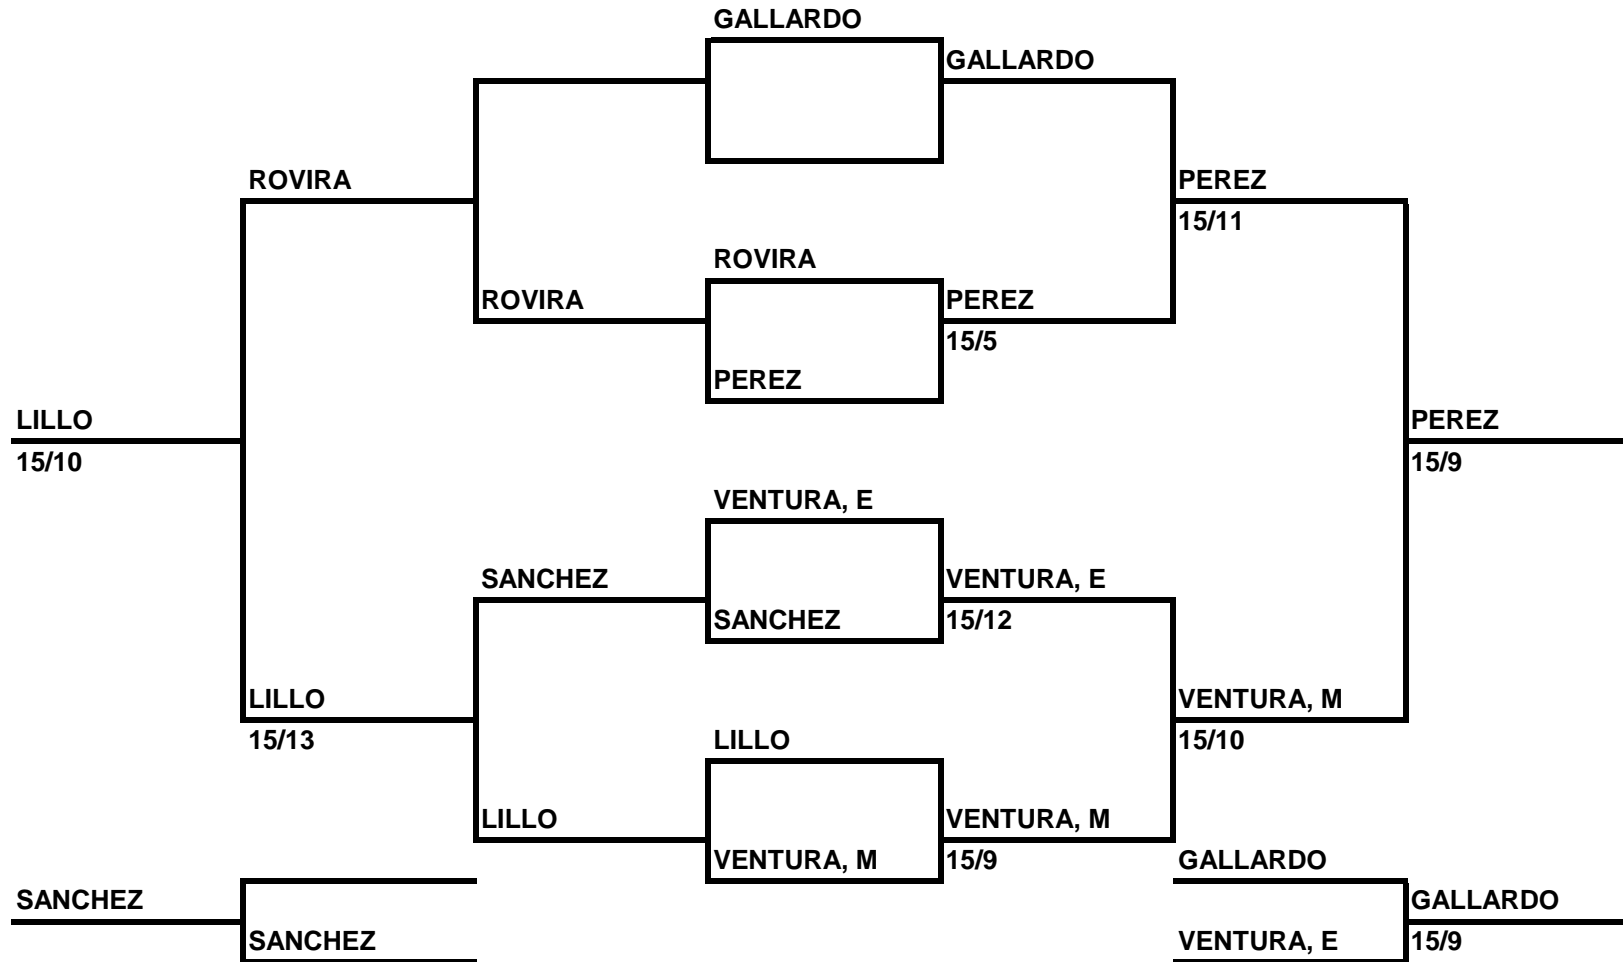 GALLARDO
GALLARDO
ROVIRA
PEREZ
15/11
ROVIRA
ROVIRA
PEREZ
15/5
PEREZ
LILLO
15/10
PEREZ
15/9
VENTURA, E
SANCHEZ
VENTURA, E
SANCHEZ
15/12
LILLO
15/13
VENTURA, M
15/10
LILLO
LILLO
VENTURA, M
VENTURA, M
15/9
GALLARDO
SANCHEZ
GALLARDO
SANCHEZ
VENTURA, E
15/9